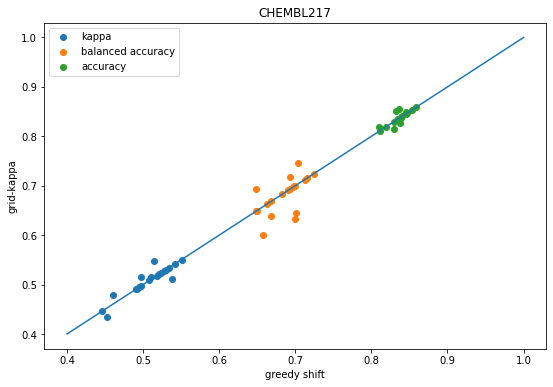 CHEMBL217
kappa
balanced accuracy
accuracy
1.0
0.9
0.8
0.7
0.6
0.5
0.4
grid-kappa
0.4 0.5 0.6 0.7 0.8 0.9 1.0
greedy shift